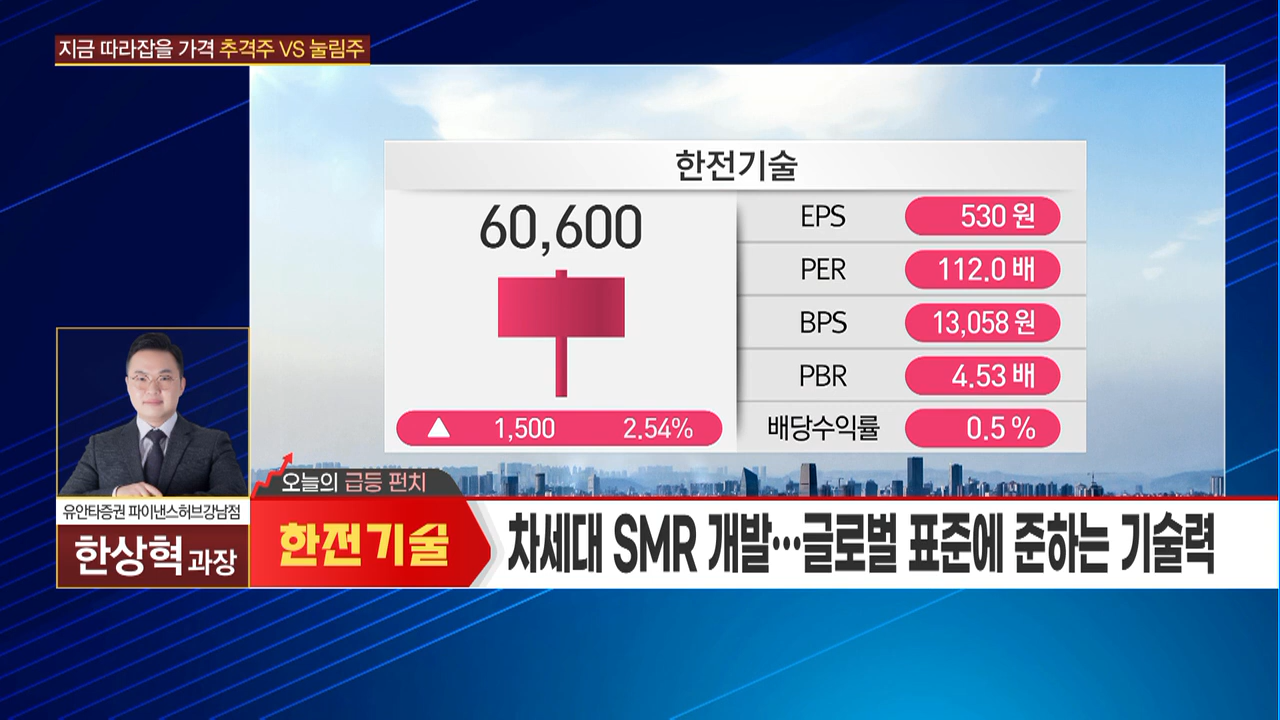 지금 따라잡을 가격 추격주 VS 눌림주
한전기술
60,600
▲ 1,500 2.54%
EPS 530 원
PER 112.0 배
BPS 13,058 원
PBR 4.53 배
배당수익률 0.5 %
유안타증권 파이낸스허브강남점
한상혁 과장
오늘의 급등 펀치
한전기술
차세대 SMR 개발…글로벌 표준에 준하는 기술력